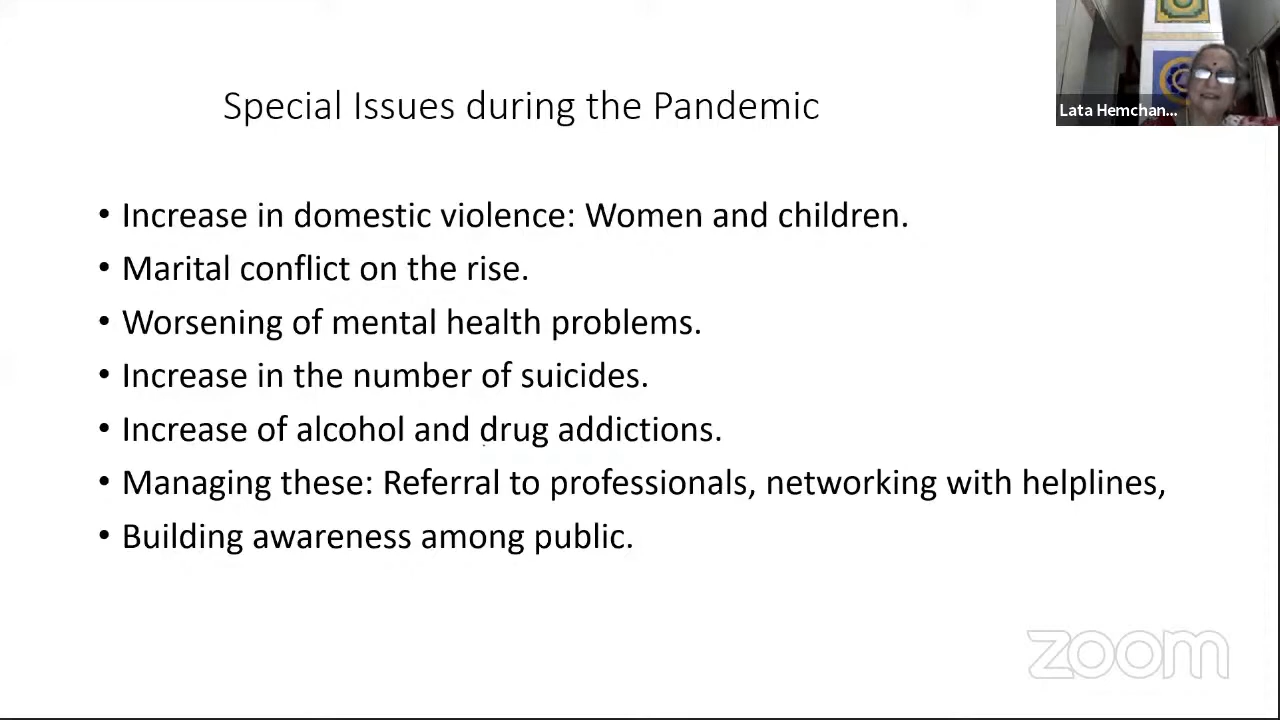 Special Issues during the Pandemic
Lata Hemchan...
• Increase in domestic violence: Women and children.
• Marital conflict on the rise.
• Worsening of mental health problems.
• Increase in the number of suicides.
• Increase of alcohol and drug addictions.
• Managing these: Referral to professionals, networking with helplines,
• Building awareness among public.
zoom